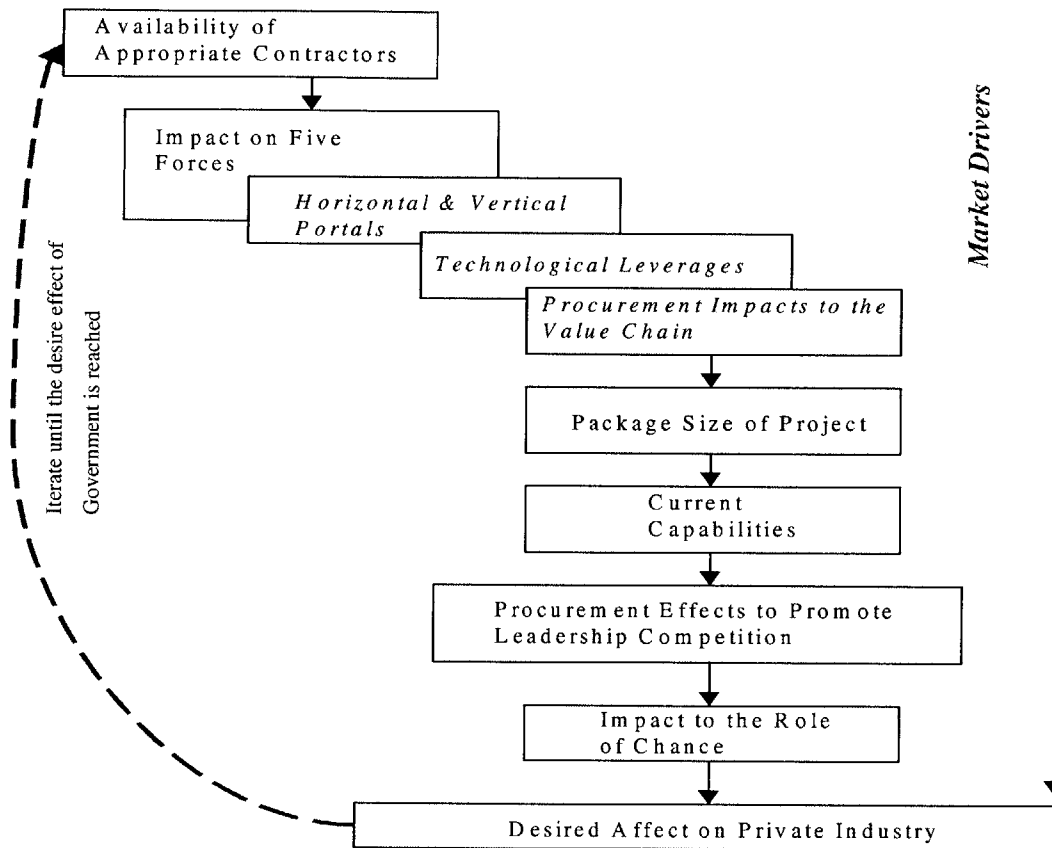 Availability of
Appropriate Contractors
Impact on Five
Forces
Horizontal & Vertical
Portals
Technological Leverages
Procurement Impacts to the
Value Chain
Package Size of Project
Current
Capabilities
Procurement Effects to Promote
Leadership Competition
Impact to the Role
of Chance
Desired Affect on Private Industry
Iterate until the desire effect of
Government is reached
Market Drivers